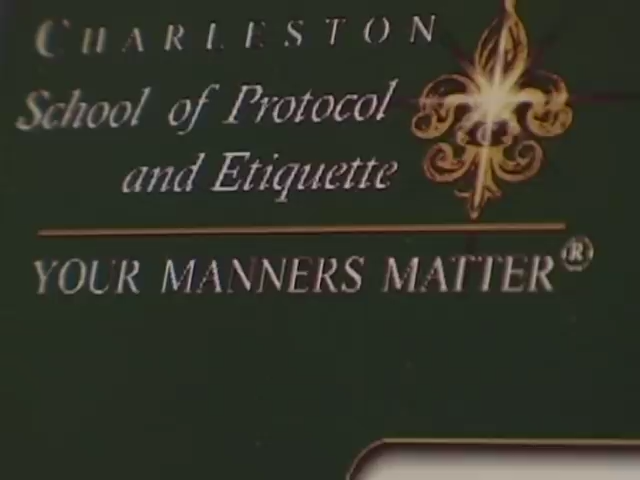 CHARLESTON
School of Protocol
and Etiquette
YOUR MANNERS MATTER®